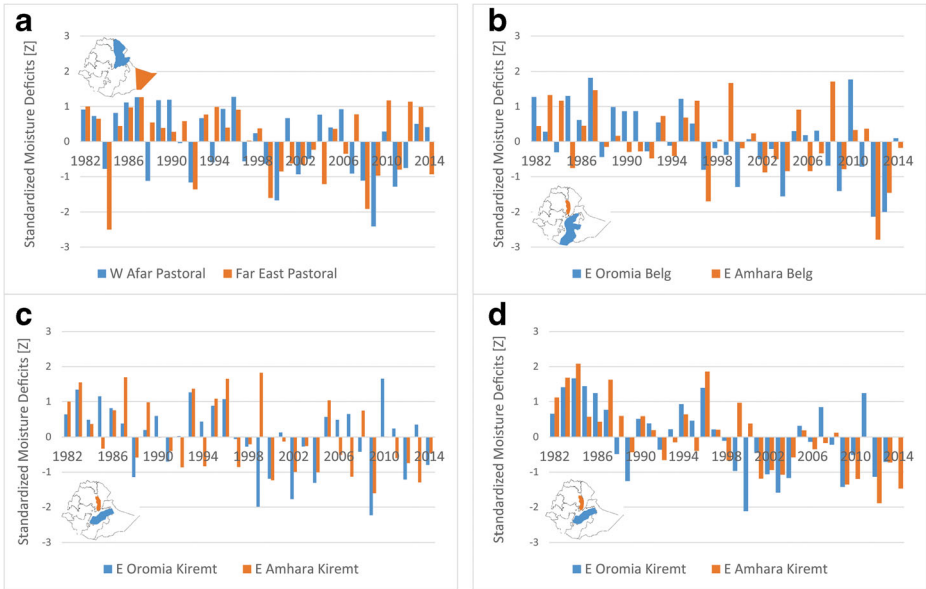 a
Standardized Moisture Deficits [Z]
3
2
1
0
-1
-2
-3
1982 1986 1990 1994 1998 2002 2006 2010 2014
W Afar Pastoral Far East Pastoral
b
Standardized Moisture Deficits [Z]
3
2
1
0
-1
-2
-3
1982 1986 1990 1994 1998 2002 2006 2010 2014
E Oromia Belg E Amhara Belg
c
Standardized Moisture Deficits [Z]
3
2
1
0
-1
-2
-3
1982 1986 1990 1994 1998 2002 2006 2010 2014
E Oromia Kiremt E Amhara Kiremt
d
Standardized Moisture Deficits [Z]
3
2
1
0
-1
-2
-3
1982 1986 1990 1994 1998 2002 2006 2010 2014
E Oromia Kiremt E Amhara Kiremt